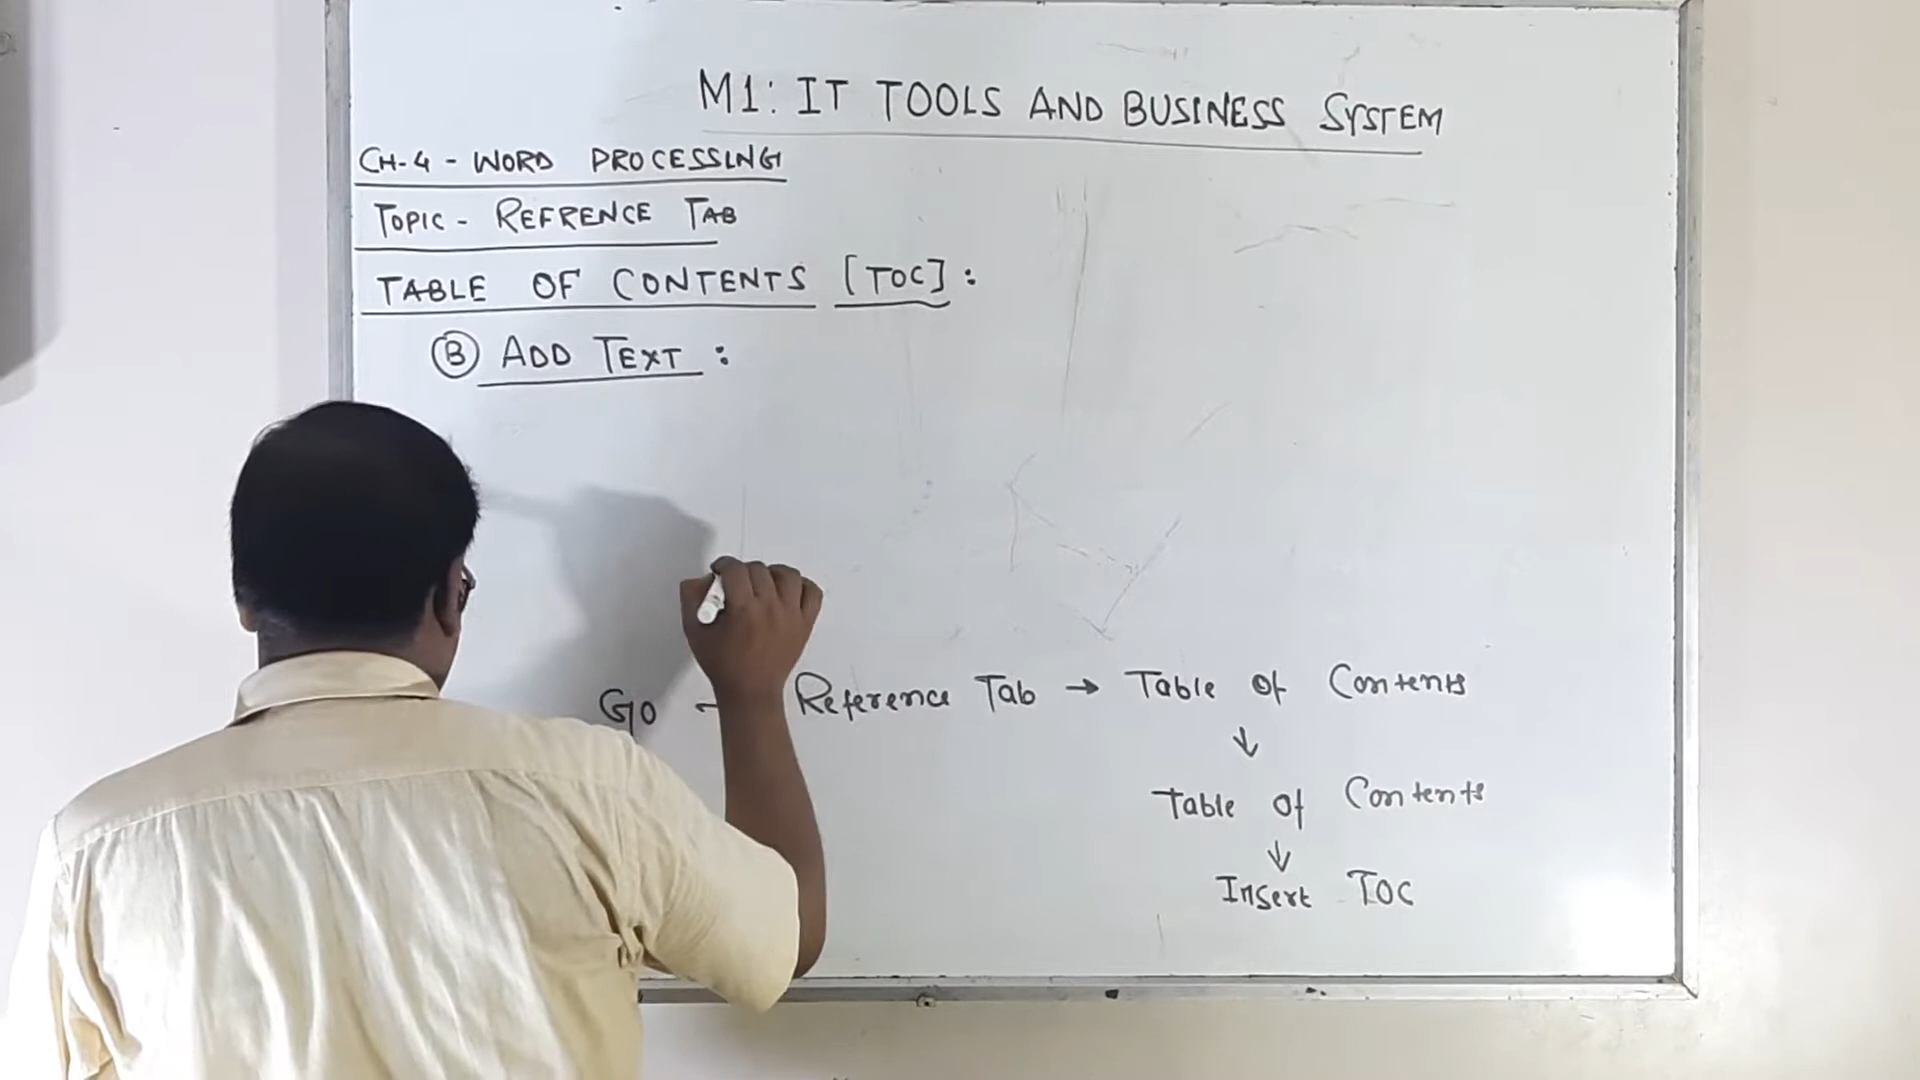 M1: IT TOOLS AND BUSINESS SYSTEM
CH-4 - WORD PROCESSING
TOPIC - REFRENCE TAB
TABLE OF CONTENTS [TOC] :
Ⓑ ADD TEXT :
GO → Reference Tab → Table Of Contents
↓
Table Of Contents
↓
Insert TOC